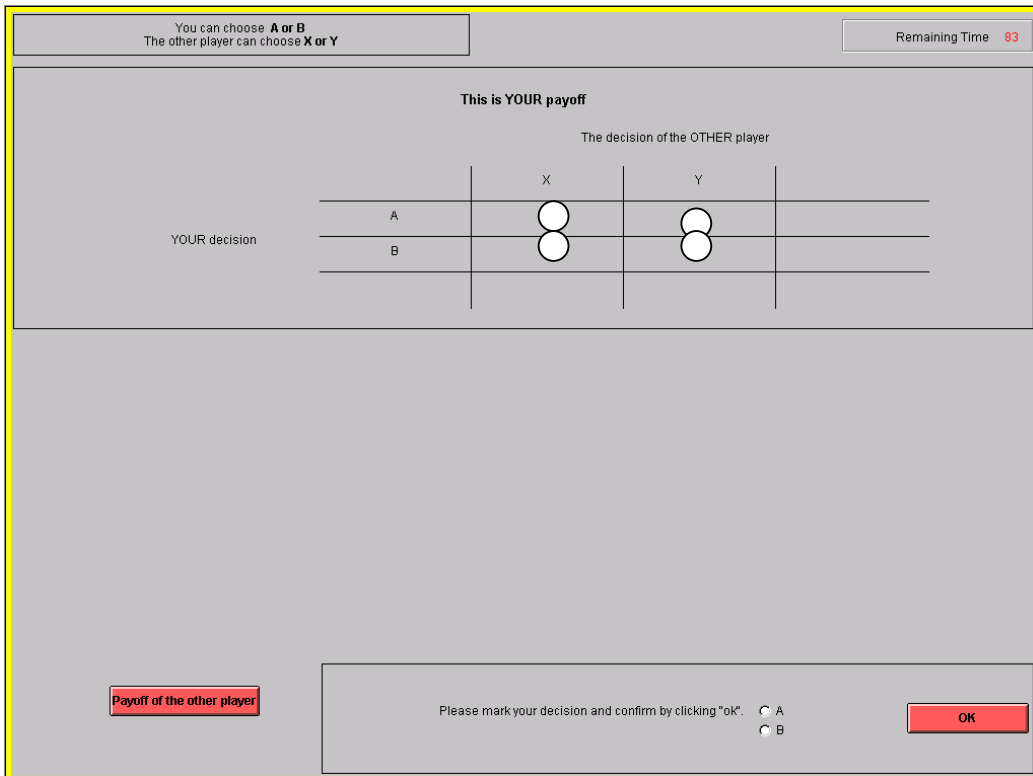 You can choose A or B
The other player can choose X or Y
Remaining Time 83
This is YOUR payoff
The decision of the OTHER player
X Y
A
YOUR decision
B
Payoff of the other player
Please mark your decision and confirm by clicking "ok".
A
B
OK